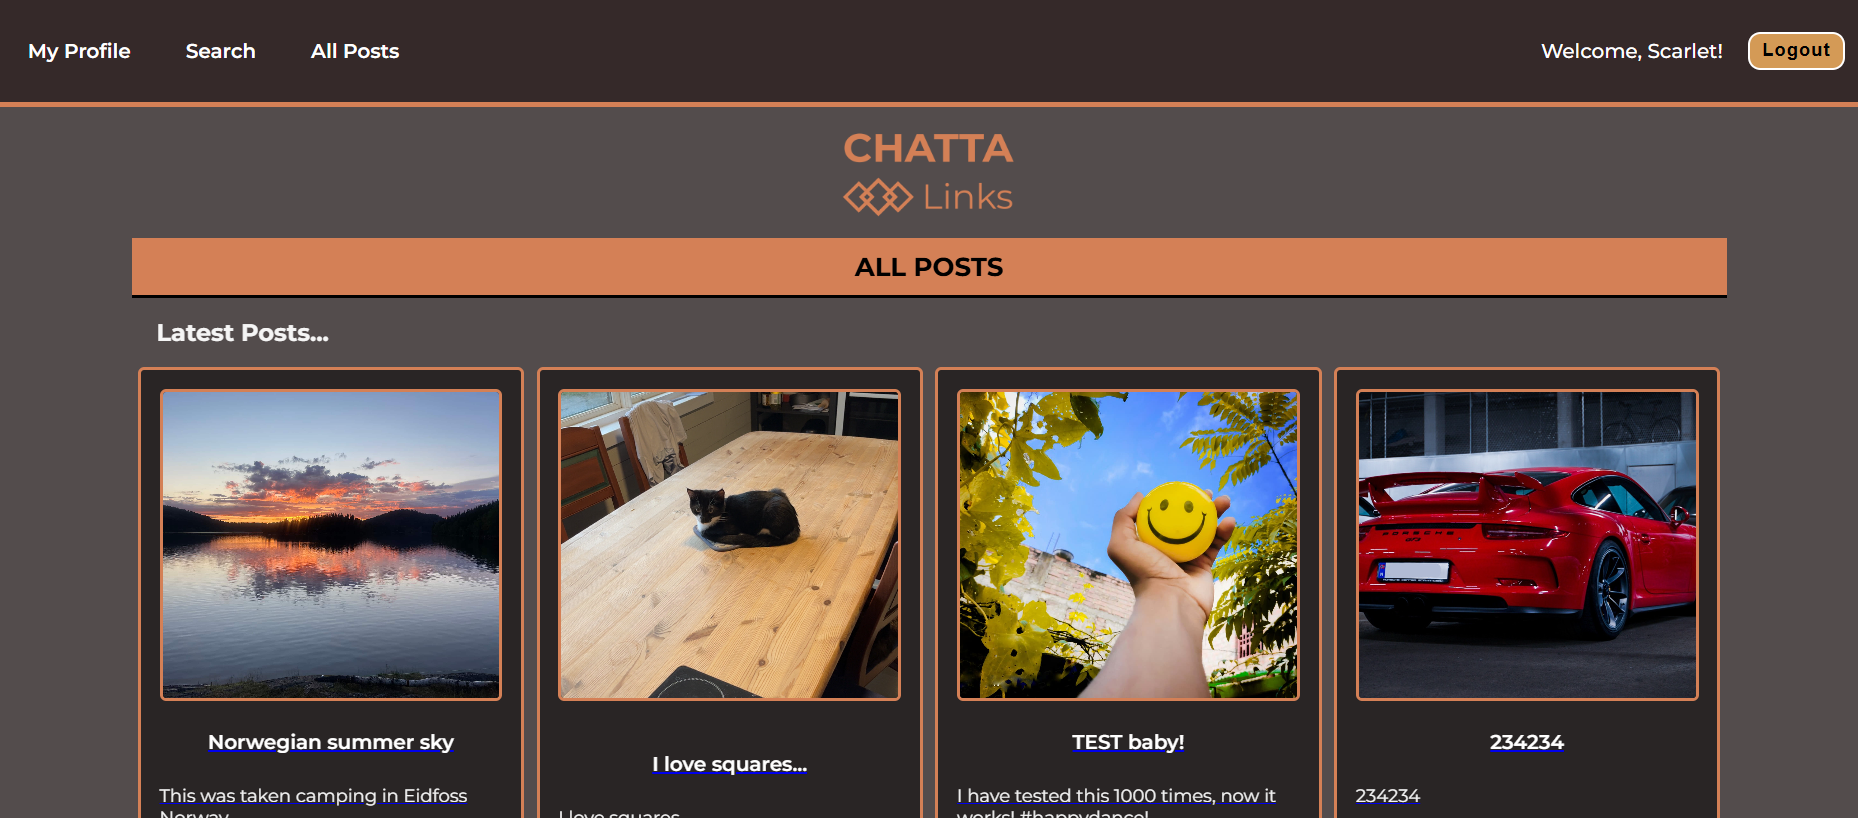 My Profile Search All Posts Welcome, Scarlet! Logout
CHATTA
Links
ALL POSTS
Latest Posts...
Norwegian summer sky
This was taken camping in Eidfoss
Norway
I love squares...
I love squares
TEST baby!
I have tested this 1000 times, now it
works! #happydance!
234234
234234